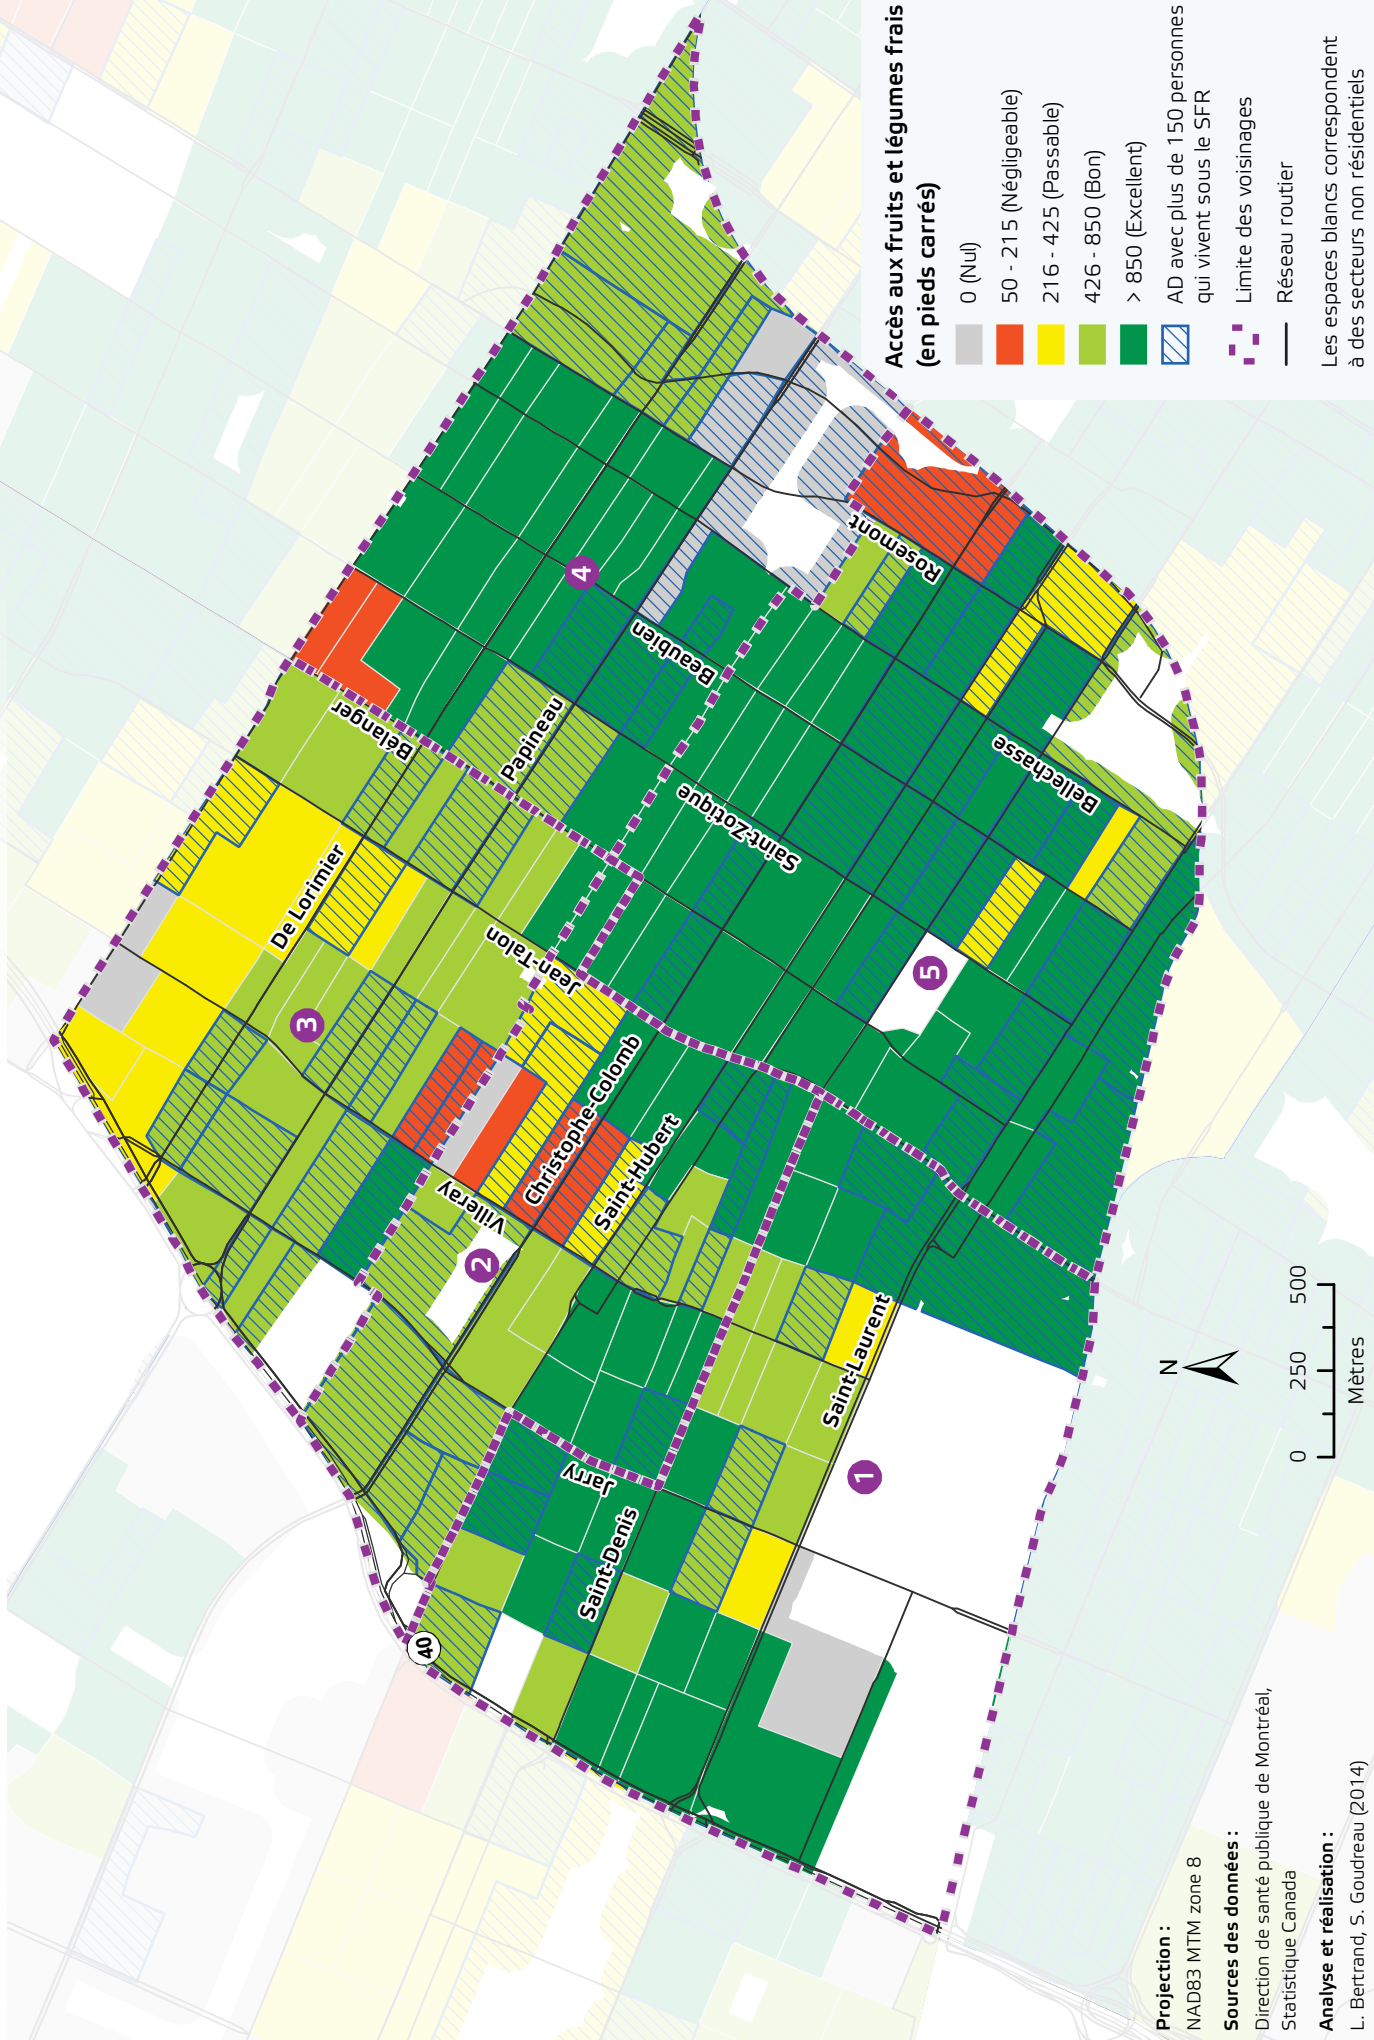 Accès aux fruits et légumes frais
(en pieds carrés)
0 (Nul)
50 - 215 (Négligeable)
216 - 425 (Passable)
426 - 850 (Bon)
> 850 (Excellent)
AD avec plus de 150 personnes
qui vivent sous le SFR
Limite des voisinages
Réseau routier
Les espaces blancs correspondent
à des secteurs non résidentiels
40
Jarry
Saint-Denis
Saint-Laurent
1
2
Villeray
Christophe-Colomb
Saint-Hubert
3
De Lorimier
Jean-Talon
Bélanger
Papineau
4
Beaubien
Saint-Zotique
Rosemont
Bellechasse
5
N
0
250
500
Mètres
Projection :
NAD83 MTM zone 8
Sources des données :
Direction de santé publique de Montréal,
Statistique Canada
Analyse et réalisation :
L. Bertrand, S. Goudreau (2014)